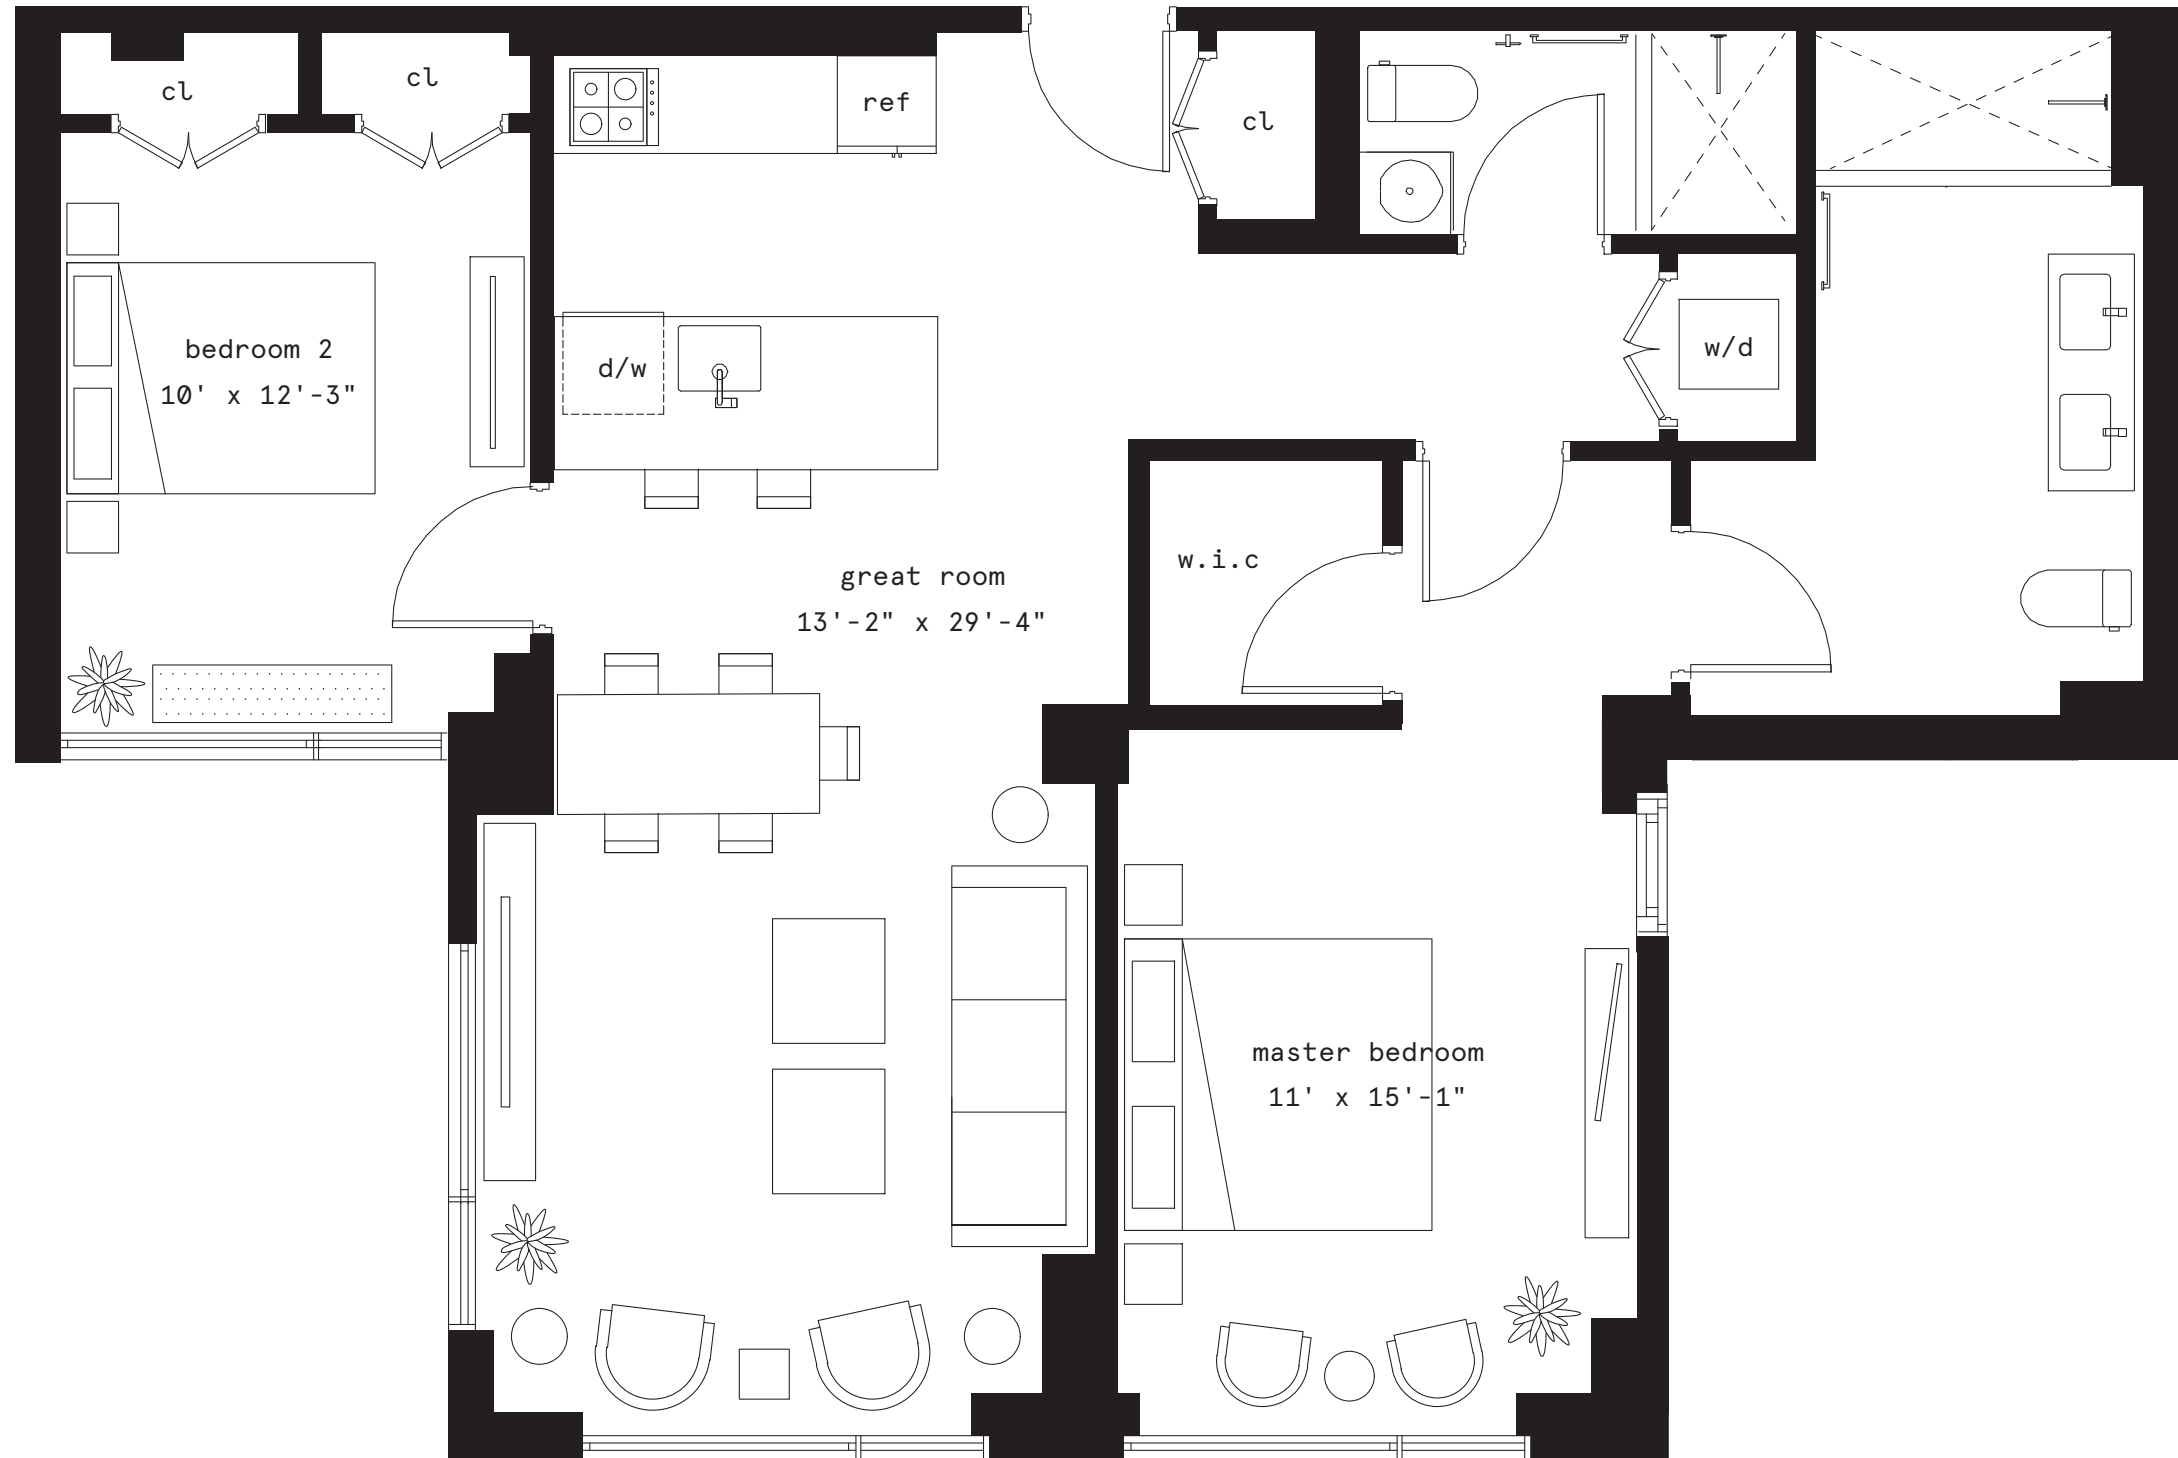 cl
cl
ref
cl
bedroom 2
10' x 12'-3"
d/w
w/d
w.i.c
great room
13'-2" x 29'-4"
master bedroom
11' x 15'-1"